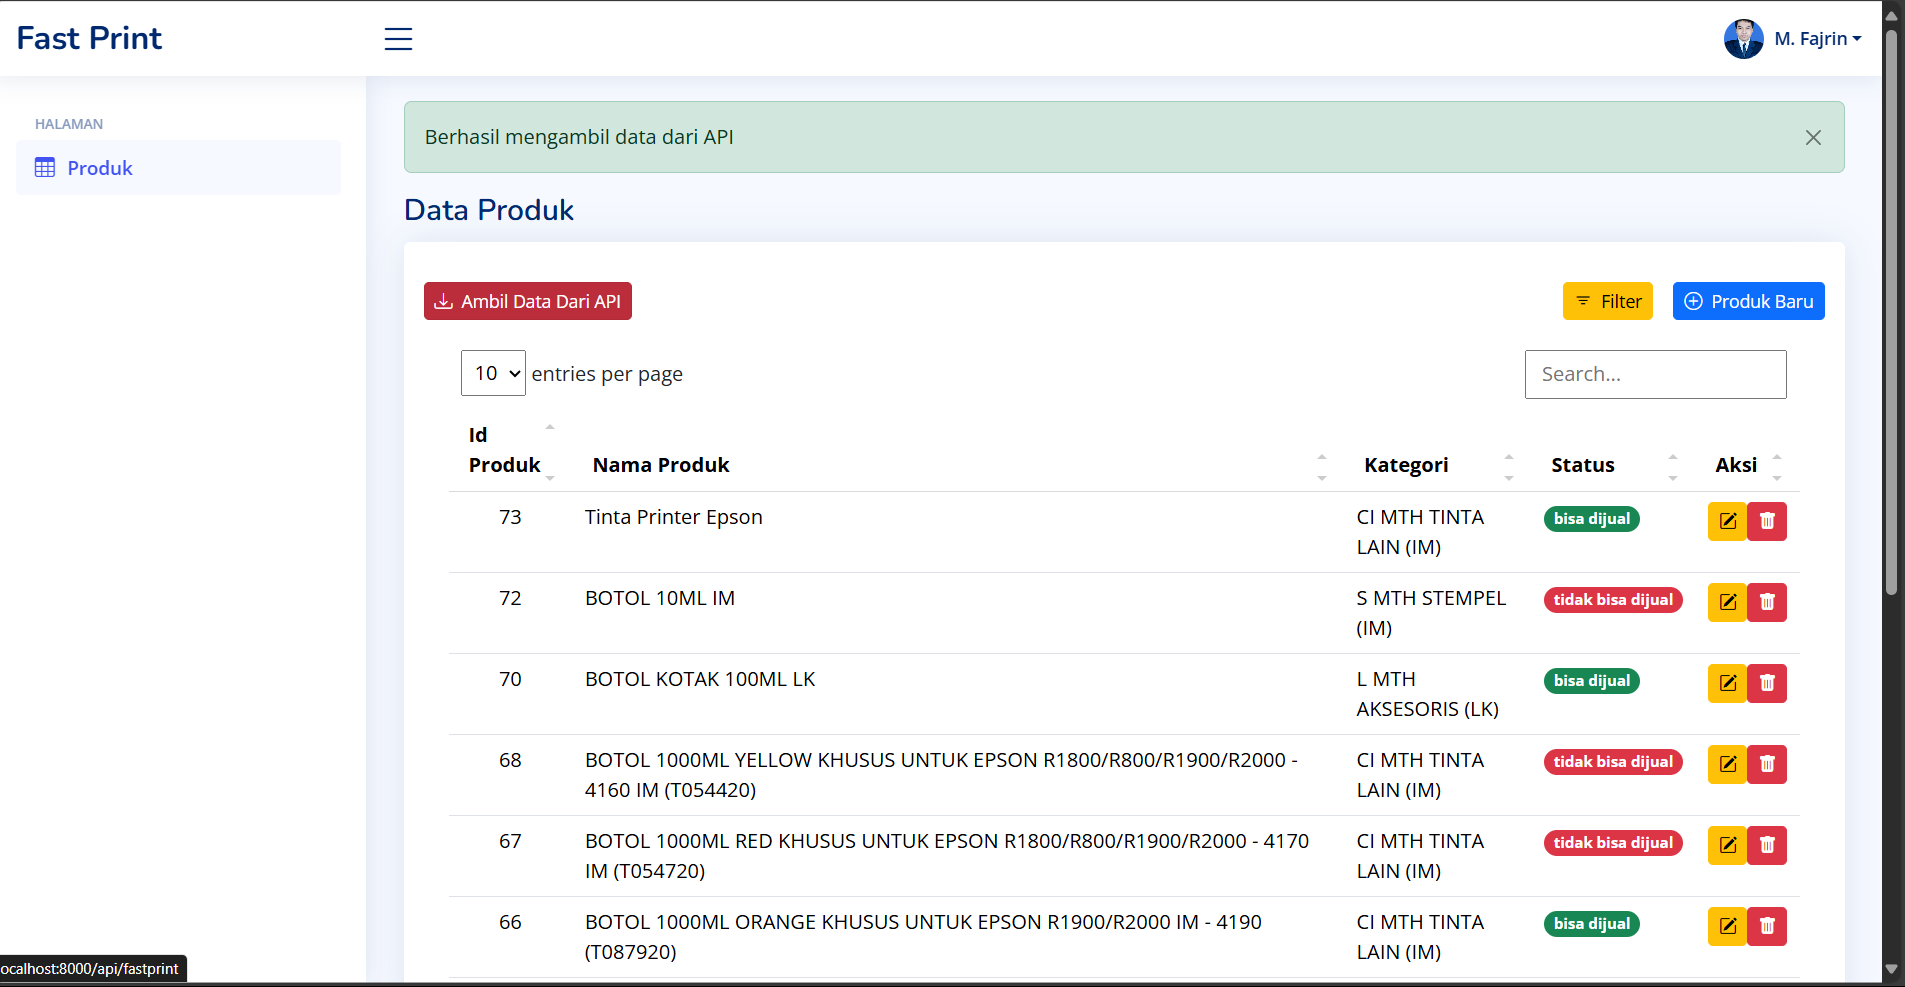 Fast Print
M. Fajrin
HALAMAN
Produk
Berhasil mengambil data dari API
Data Produk
Ambil Data Dari API
Filter
Produk Baru
10 entries per page
Search...
Id
Produk
Nama Produk
Kategori
Status
Aksi
73
Tinta Printer Epson
CI MTH TINTA
LAIN (IM)
bisa dijual
72
BOTOL 10ML IM
S MTH STEMPEL
(IM)
tidak bisa dijual
70
BOTOL KOTAK 100ML LK
L MTH
AKSESORIS (LK)
bisa dijual
68
BOTOL 1000ML YELLOW KHUSUS UNTUK EPSON R1800/R800/R1900/R2000 -
4160 IM (T054420)
CI MTH TINTA
LAIN (IM)
tidak bisa dijual
67
BOTOL 1000ML RED KHUSUS UNTUK EPSON R1800/R800/R1900/R2000 - 4170
IM (T054720)
CI MTH TINTA
LAIN (IM)
tidak bisa dijual
66
BOTOL 1000ML ORANGE KHUSUS UNTUK EPSON R1900/R2000 IM - 4190
(T087920)
CI MTH TINTA
LAIN (IM)
bisa dijual
ocalhost:8000/api/fastprint